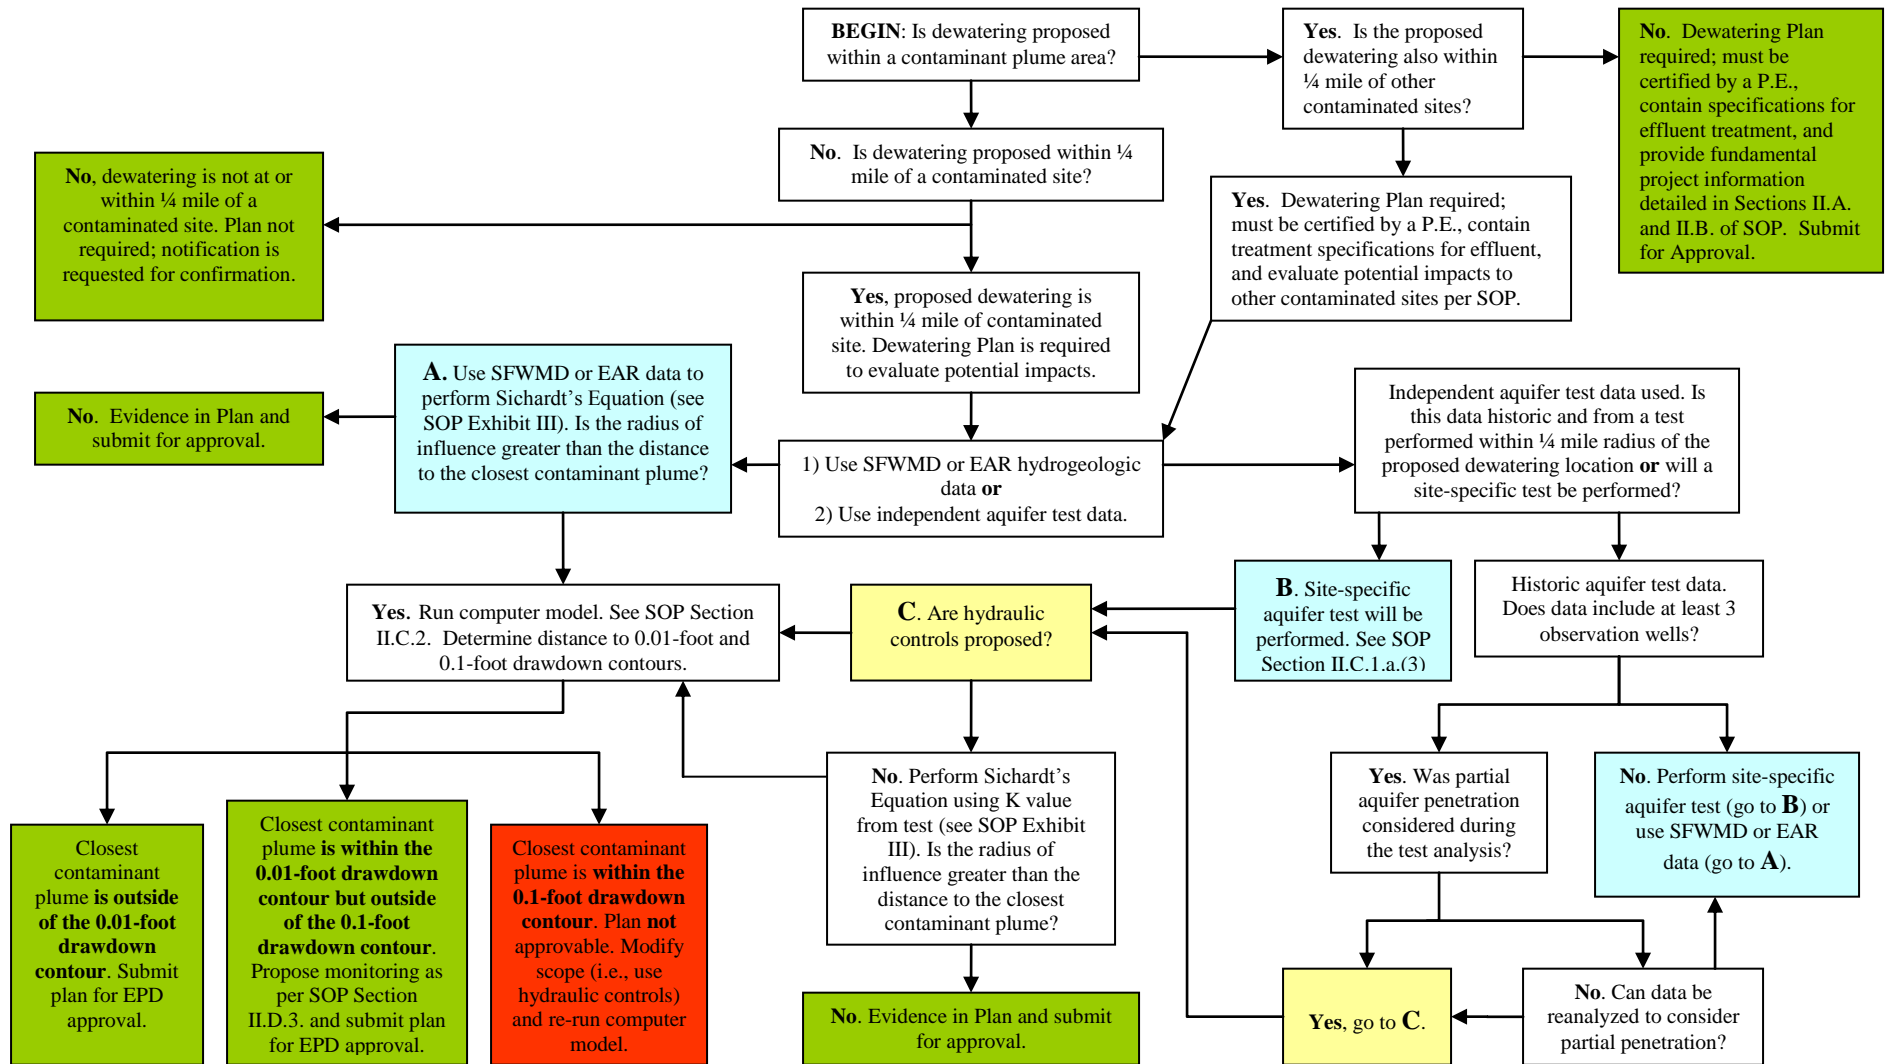 BEGIN: Is dewatering proposed
within a contaminant plume area?
Yes. Is the proposed
dewatering also within
¼ mile of other
contaminated sites?
No. Dewatering Plan
required; must be
certified by a P.E.,
contain specifications for
effluent treatment, and
provide fundamental
project information
detailed in Sections II.A.
and II.B. of SOP. Submit
for Approval.
No. Is dewatering proposed within ¼
mile of a contaminated site?
No, dewatering is not at or
within ¼ mile of a
contaminated site. Plan not
required; notification is
requested for confirmation.
Yes. Dewatering Plan required;
must be certified by a P.E., contain
treatment specifications for effluent,
and evaluate potential impacts to
other contaminated sites per SOP.
Yes, proposed dewatering is
within ¼ mile of contaminated
site. Dewatering Plan is required
to evaluate potential impacts.
A. Use SFWMD or EAR data to
perform Sichardt’s Equation (see
SOP Exhibit III). Is the radius of
influence greater than the distance
to the closest contaminant plume?
No. Evidence in Plan and
submit for approval.
1) Use SFWMD or EAR hydrogeologic
data or
2) Use independent aquifer test data.
Independent aquifer test data used. Is
this data historic and from a test
performed within ¼ mile radius of the
proposed dewatering location or will a
site-specific test be performed?
Yes. Run computer model. See SOP Section
II.C.2. Determine distance to 0.01-foot and
0.1-foot drawdown contours.
C. Are hydraulic
controls proposed?
B. Site-specific
aquifer test will be
performed. See SOP
Section II.C.1.a.(3)
Historic aquifer test data.
Does data include at least 3
observation wells?
No. Perform Sichardt’s
Equation using K value
from test (see SOP Exhibit
III). Is the radius of
influence greater than the
distance to the closest
contaminant plume?
Yes. Was partial
aquifer penetration
considered during
the test analysis?
No. Perform site-specific
aquifer test (go to B) or
use SFWMD or EAR
data (go to A).
Closest
contaminant
plume is outside
of the 0.01-foot
drawdown
contour. Submit
plan for EPD
approval.
Closest contaminant
plume is within the
0.01-foot drawdown
contour but outside
of the 0.1-foot
drawdown contour.
Propose monitoring as
per SOP Section
II.D.3. and submit plan
for EPD approval.
Closest contaminant
plume is within the
0.1-foot drawdown
contour. Plan not
approvable. Modify
scope (i.e., use
hydraulic controls)
and re-run computer
model.
No. Evidence in Plan and submit
for approval.
Yes, go to C.
No. Can data be
reanalyzed to consider
partial penetration?